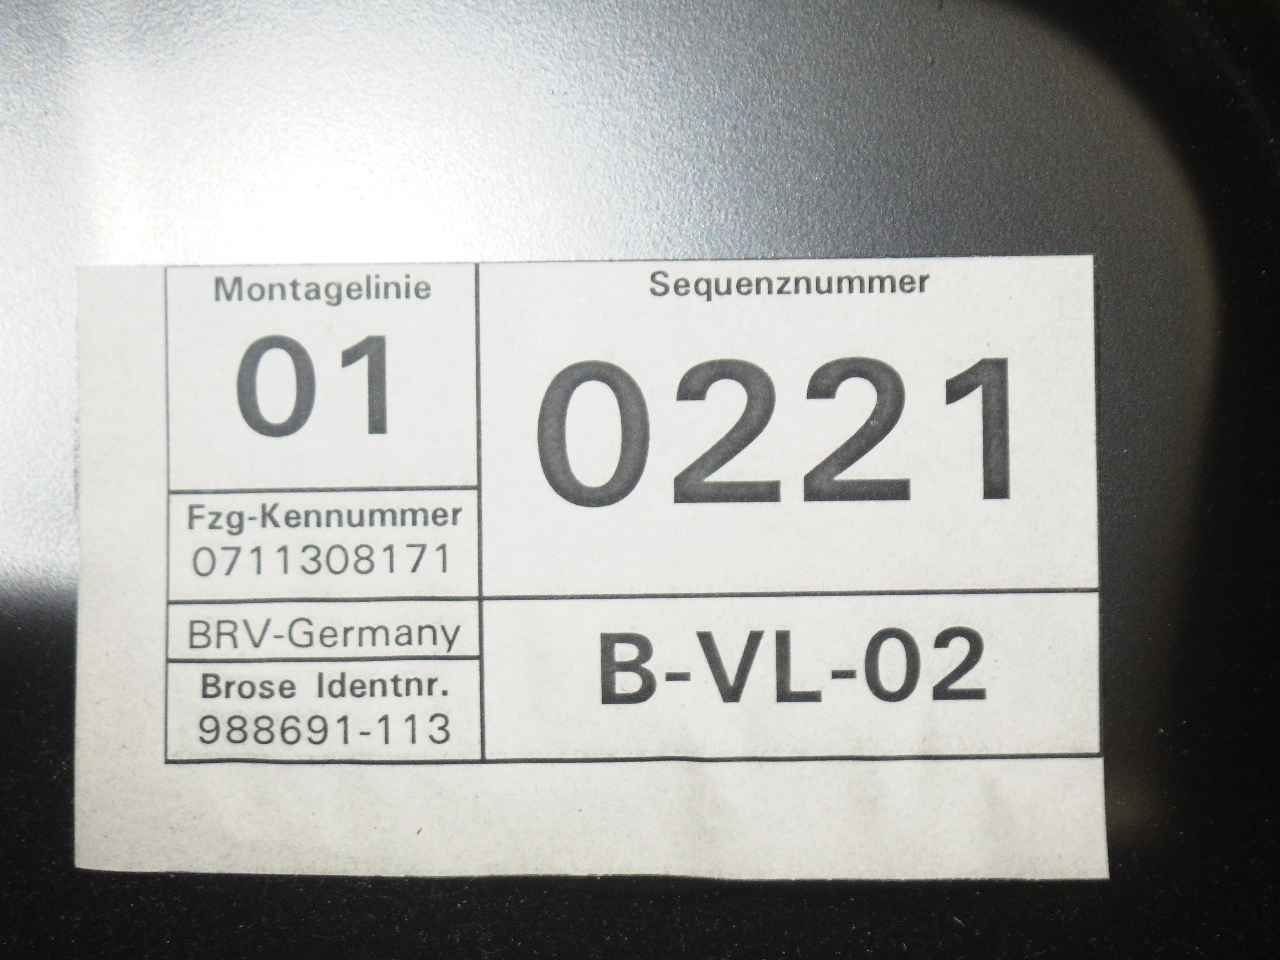 Montagelinie
01
Sequenznummer
0221
Fzg-Kennummer
0711308171
BRV-Germany
Brose Identnr.
988691-113
B-VL-02